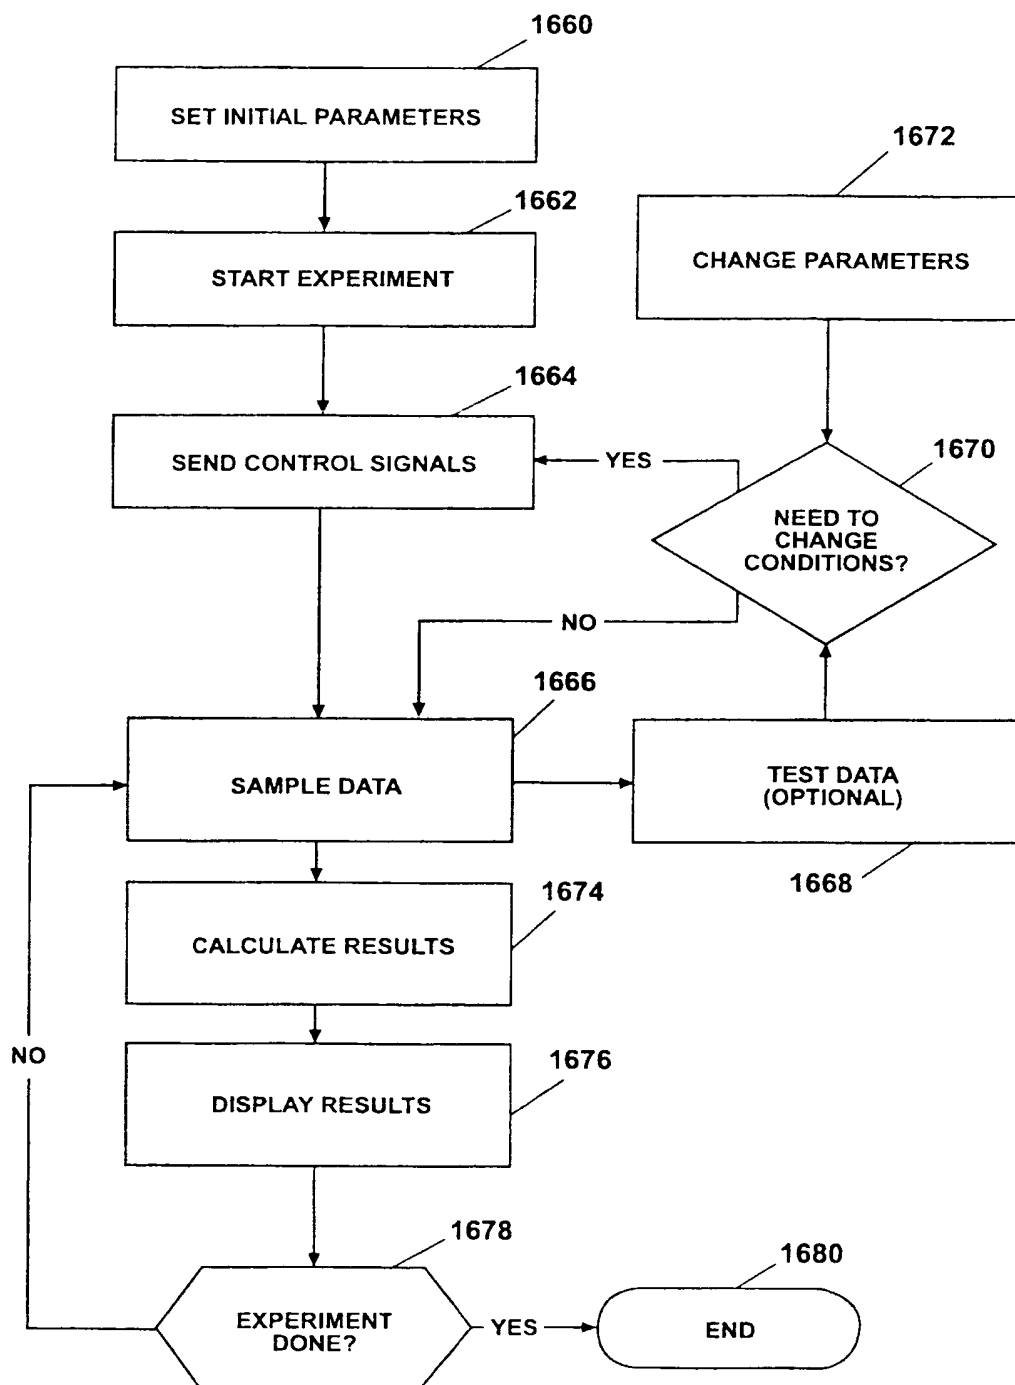 1660
SET INITIAL PARAMETERS
1672
1662
CHANGE PARAMETERS
START EXPERIMENT
1664
1670
SEND CONTROL SIGNALS
YES
NEED TO
CHANGE
CONDITIONS?
NO
1666
SAMPLE DATA
TEST DATA
(OPTIONAL)
1668
1674
CALCULATE RESULTS
NO
1676
DISPLAY RESULTS
1678
1680
EXPERIMENT
DONE?
YES
END